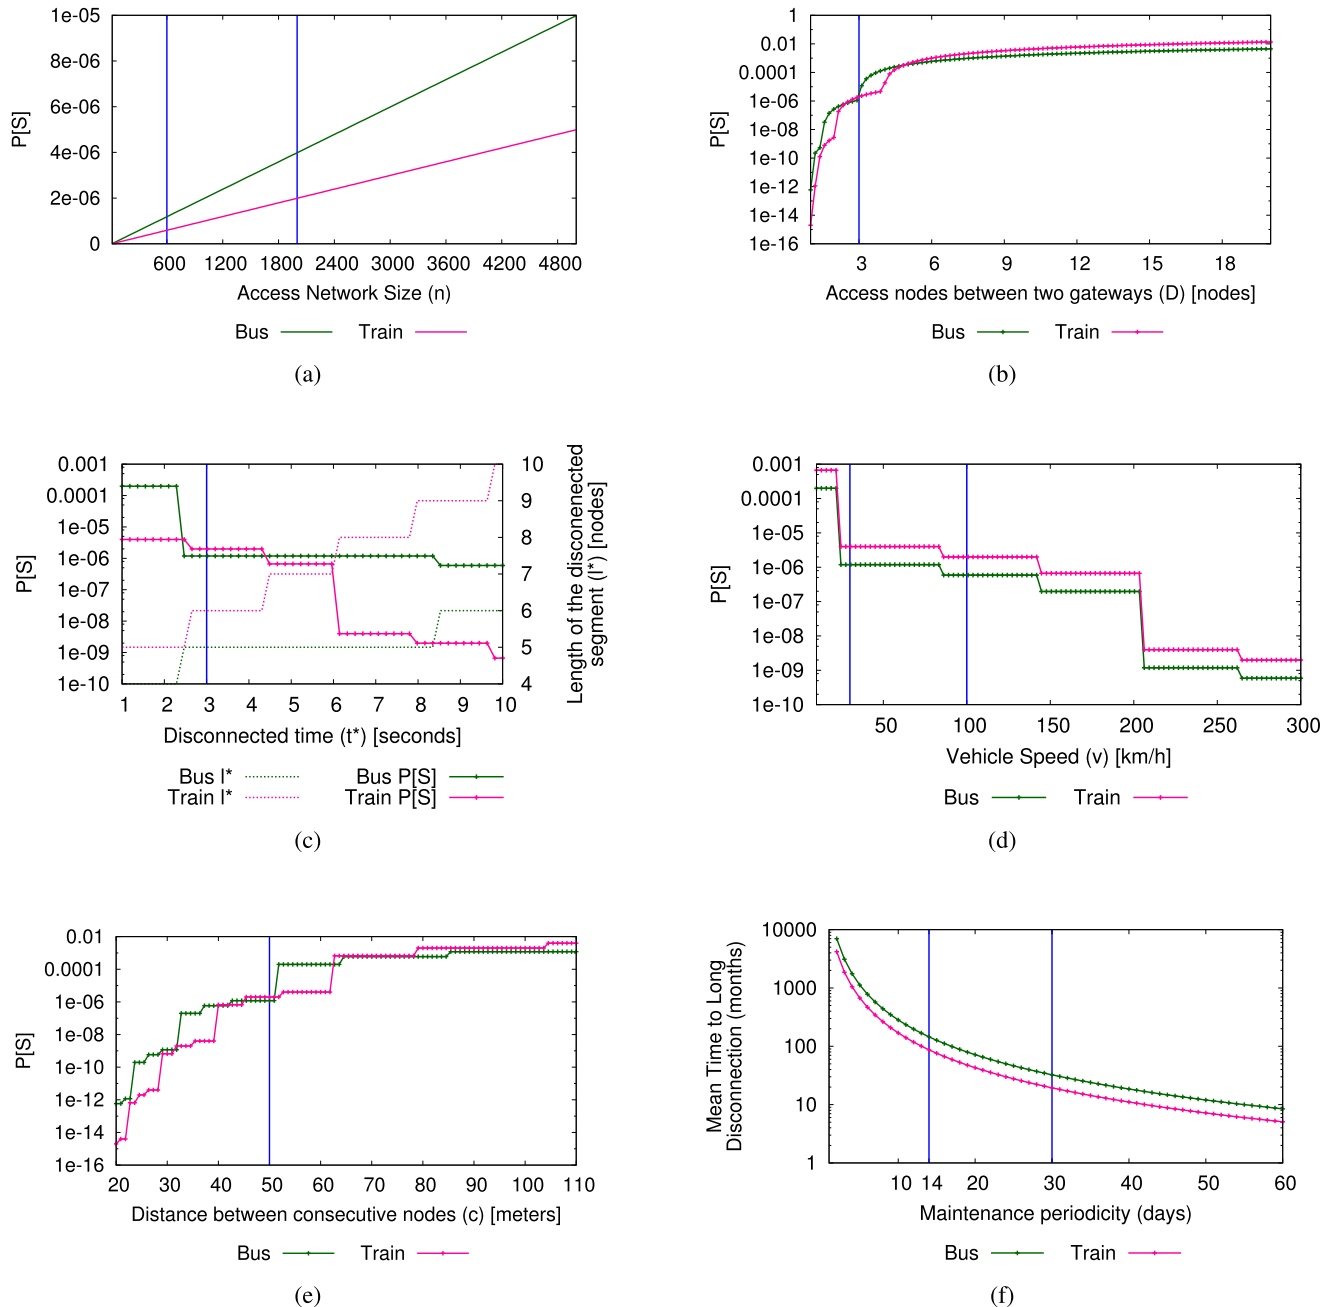 1e-05
8e-06
6e-06
4e-06
2e-06
0
P[S]
600 1200 1800 2400 3000 3600 4200 4800
Access Network Size (n)
Bus Train
(a)
1
0.01
0.0001
1e-06
1e-08
1e-10
1e-12
1e-14
1e-16
P[S]
3 6 9 12 15 18
Access nodes between two gateways (D) [nodes]
Bus Train
(b)
0.001
0.0001
1e-05
1e-06
1e-07
1e-08
1e-09
1e-10
P[S]
10
9
8
7
6
5
4
Length of the disconenected
segment (l*) [nodes]
1 2 3 4 5 6 7 8 9 10
Disconnected time (t*) [seconds]
Bus l* Bus P[S]
Train l* Train P[S]
(c)
0.001
0.0001
1e-05
1e-06
1e-07
1e-08
1e-09
1e-10
P[S]
50 100 150 200 250 300
Vehicle Speed (v) [km/h]
Bus Train
(d)
0.01
0.0001
1e-06
1e-08
1e-10
1e-12
1e-14
1e-16
P[S]
20 30 40 50 60 70 80 90 100 110
Distance between consecutive nodes (c) [meters]
Bus Train
(e)
10000
1000
100
10
1
Mean Time to Long
Disconnection (months)
10 14 20 30 40 50 60
Maintenance periodicity (days)
Bus Train
(f)